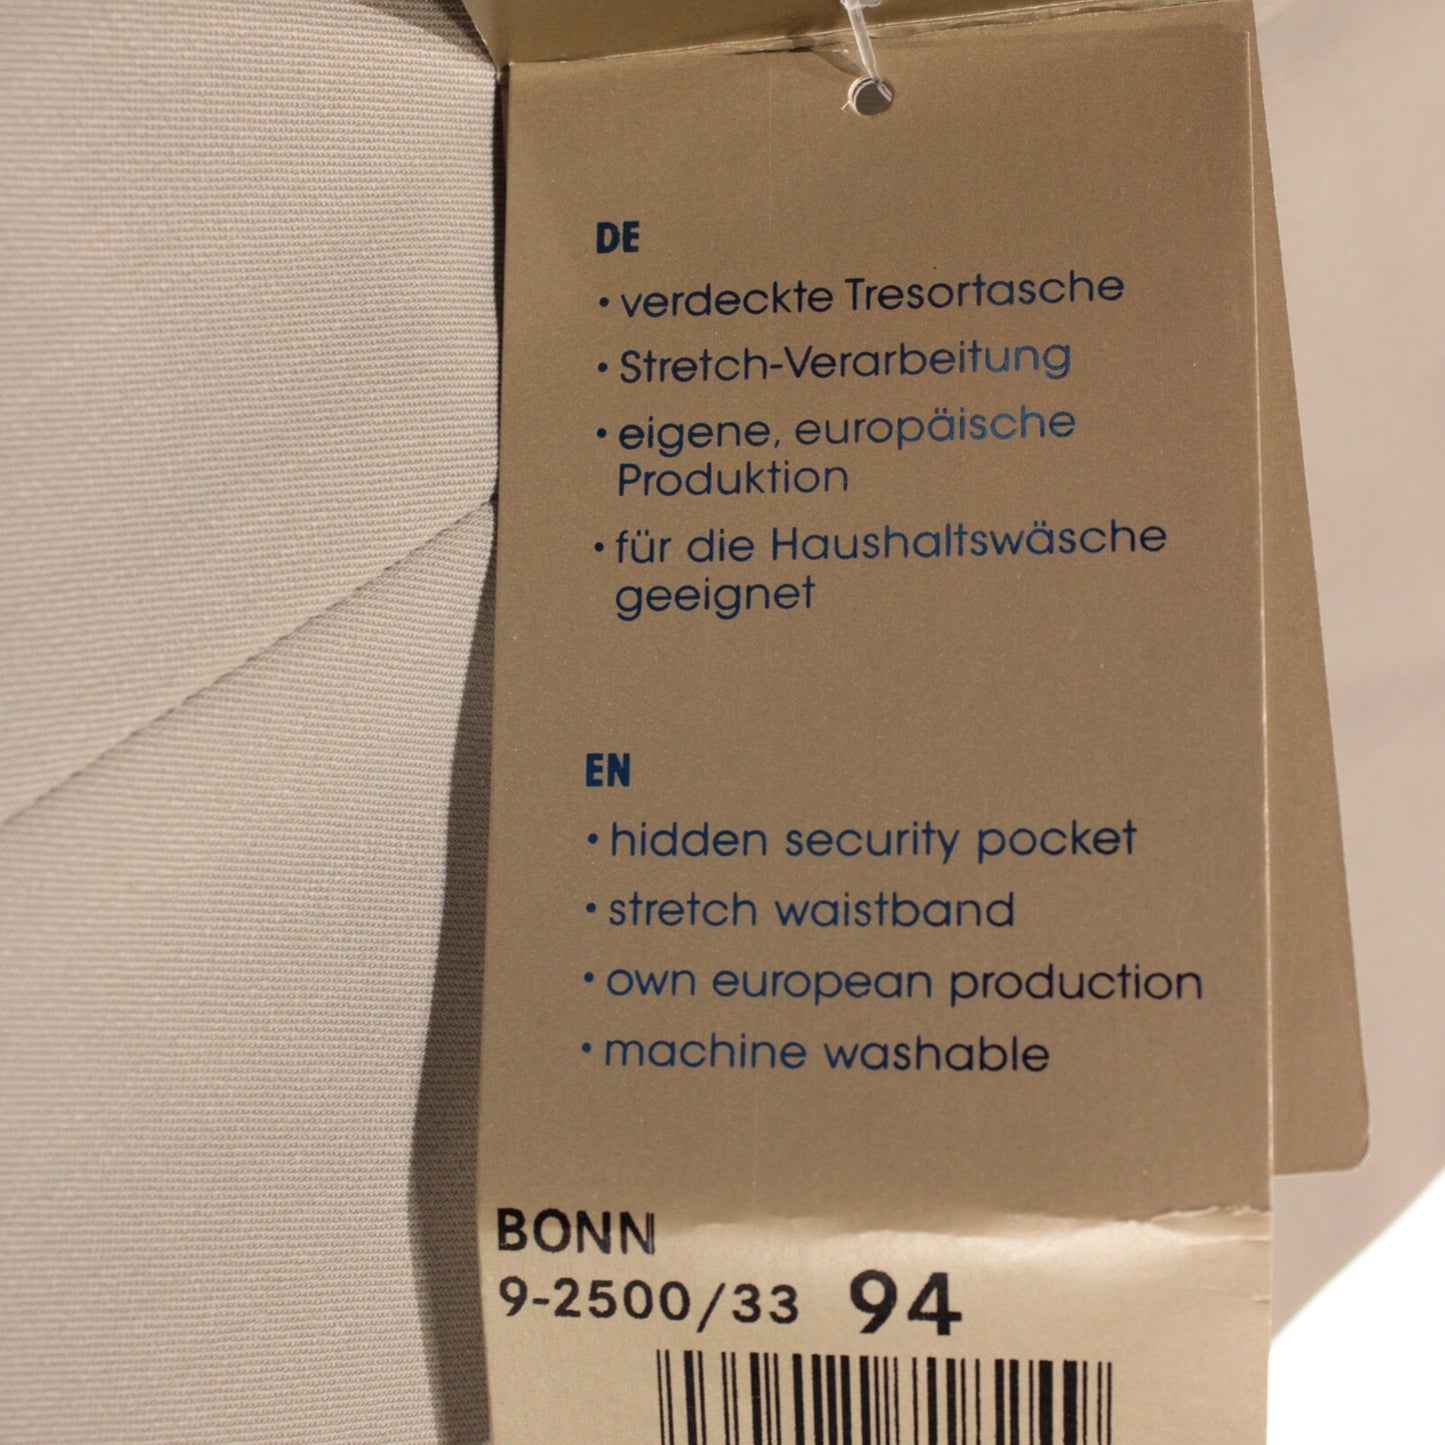 DE
• verdeckte Tresortasche
• Stretch-Verarbeitung
• eigene, europäische
Produktion
• für die Haushaltswäsche
geeignet
EN
• hidden security pocket
• stretch waistband
• own european production
• machine washable
BONN
9-2500/33 94